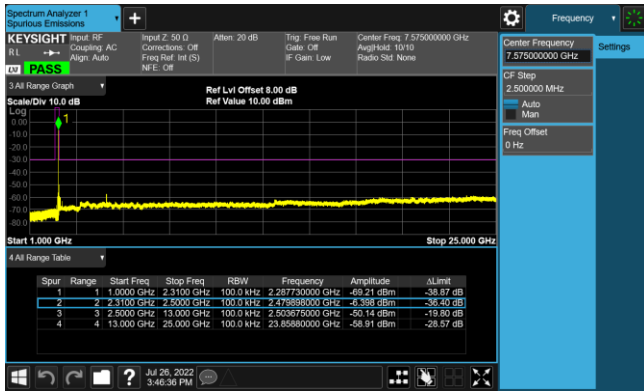 Spectrum Analyzer 1
Spurious Emissions
Frequency
KEYSIGHT Input: RF Input Z: 50 Ω Atten: 20 dB Trig: Free Run Center Freq: 7.575000000 GHz
RL Coupling: AC Corrections: Off Gate: Off Avg|Hold: 10/10
Align: Auto Freq Ref: Int (S) IF Gain: Low Radio Std: None
NFE: Off
LXI PASS
Center Frequency
7.575000000 GHz
Settings
CF Step
2.500000 MHz
Auto
Man
Freq Offset
0 Hz
3 All Range Graph
Ref Lvl Offset 8.00 dB
Scale/Div 10.0 dB Ref Value 10.00 dBm
Log
1
0.00
-10.0
-20.0
-30.0
-40.0
-50.0
-60.0
-70.0
-80.0
Start 1.000 GHz Stop 25.000 GHz
4 All Range Table
Spur Range Start Freq Stop Freq RBW Frequency Amplitude ΔLimit
1 1 1.0000 GHz 2.3100 GHz 100.0 kHz 2.287730000 GHz -69.21 dBm -38.87 dB
2 2 2.3100 GHz 2.5000 GHz 100.0 kHz 2.479898000 GHz -6.398 dBm -36.40 dB
3 3 2.5000 GHz 13.000 GHz 100.0 kHz 2.503675000 GHz -50.14 dBm -19.80 dB
4 4 13.000 GHz 25.000 GHz 100.0 kHz 23.85880000 GHz -58.91 dBm -28.57 dB
Jul 26, 2022
3:46:36 PM